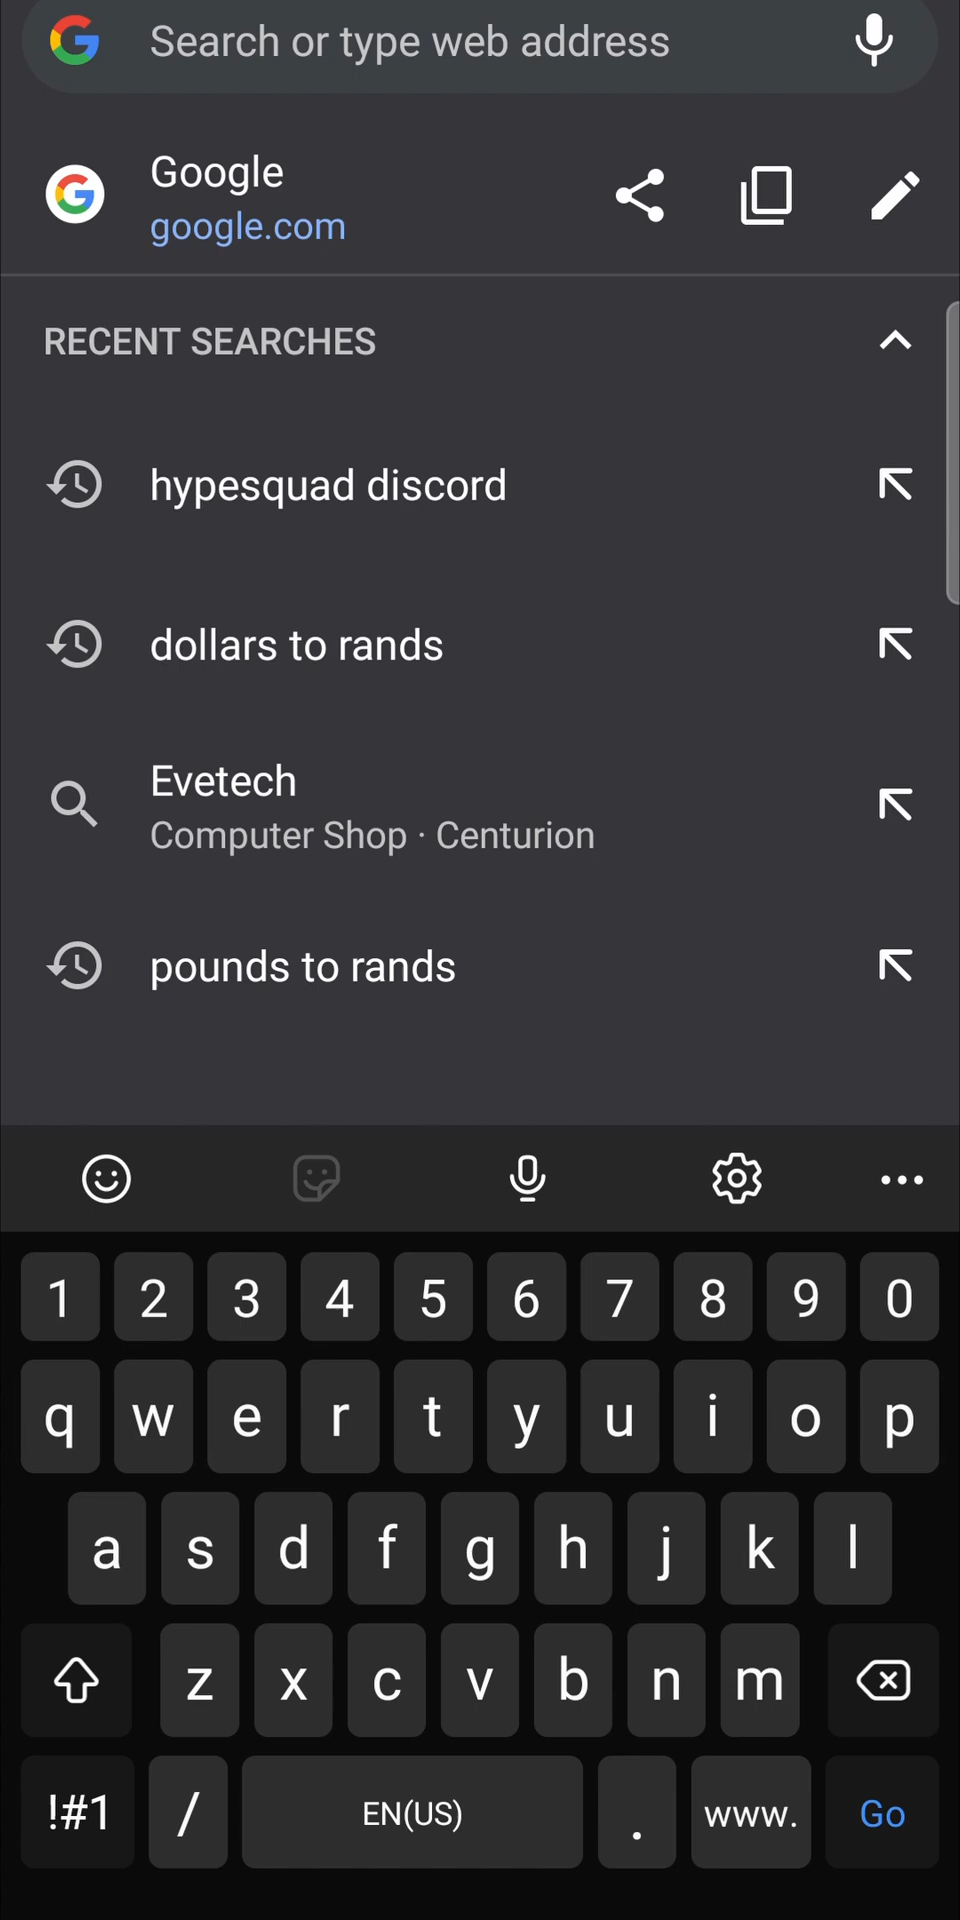 Search or type web address
Google
google.com
RECENT SEARCHES
hypesquad discord
dollars to rands
Evetech
Computer Shop · Centurion
pounds to rands
1 2 3 4 5 6 7 8 9 0
q w e r t y u i o p
a s d f g h j k l
z x c v b n m
!#1 / EN(US) . www. Go